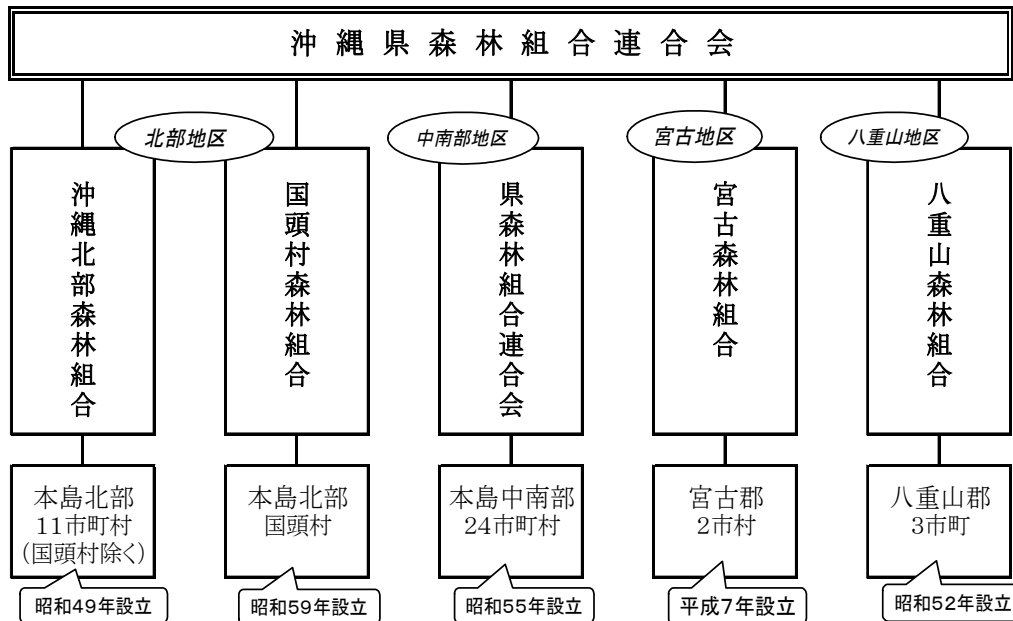 沖縄県森林組合連合会
北部地区
中南部地区
宮古地区
八重山地区
沖縄北部森林組合
国頭村森林組合
県森林組合連合会
宮古森林組合
八重山森林組合
本島北部
11市町村
(国頭村除く)
本島北部
国頭村
本島中南部
24市町村
宮古郡
2市村
八重山郡
3市町
昭和49年設立
昭和59年設立
昭和55年設立
平成7年設立
昭和52年設立